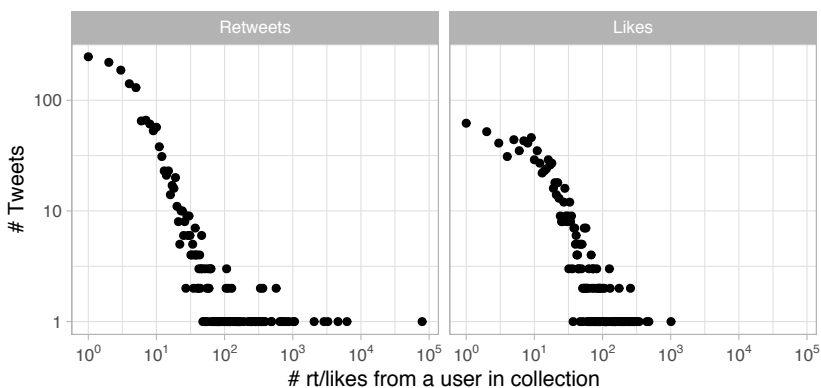 Retweets Likes
100
10
1
# Tweets
10^0 10^1 10^2 10^3 10^4 10^5 10^0 10^1 10^2 10^3 10^4 10^5
# rt/likes from a user in collection